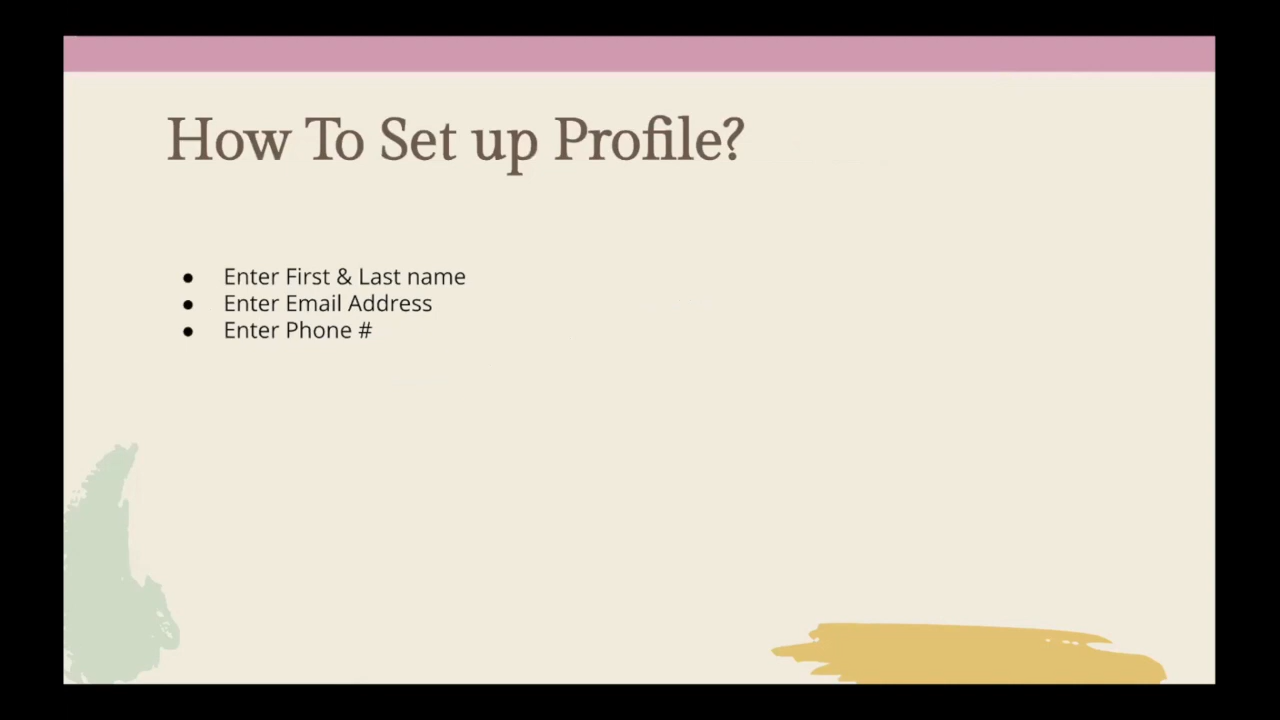 How To Set up Profile?
● Enter First & Last name
● Enter Email Address
● Enter Phone #